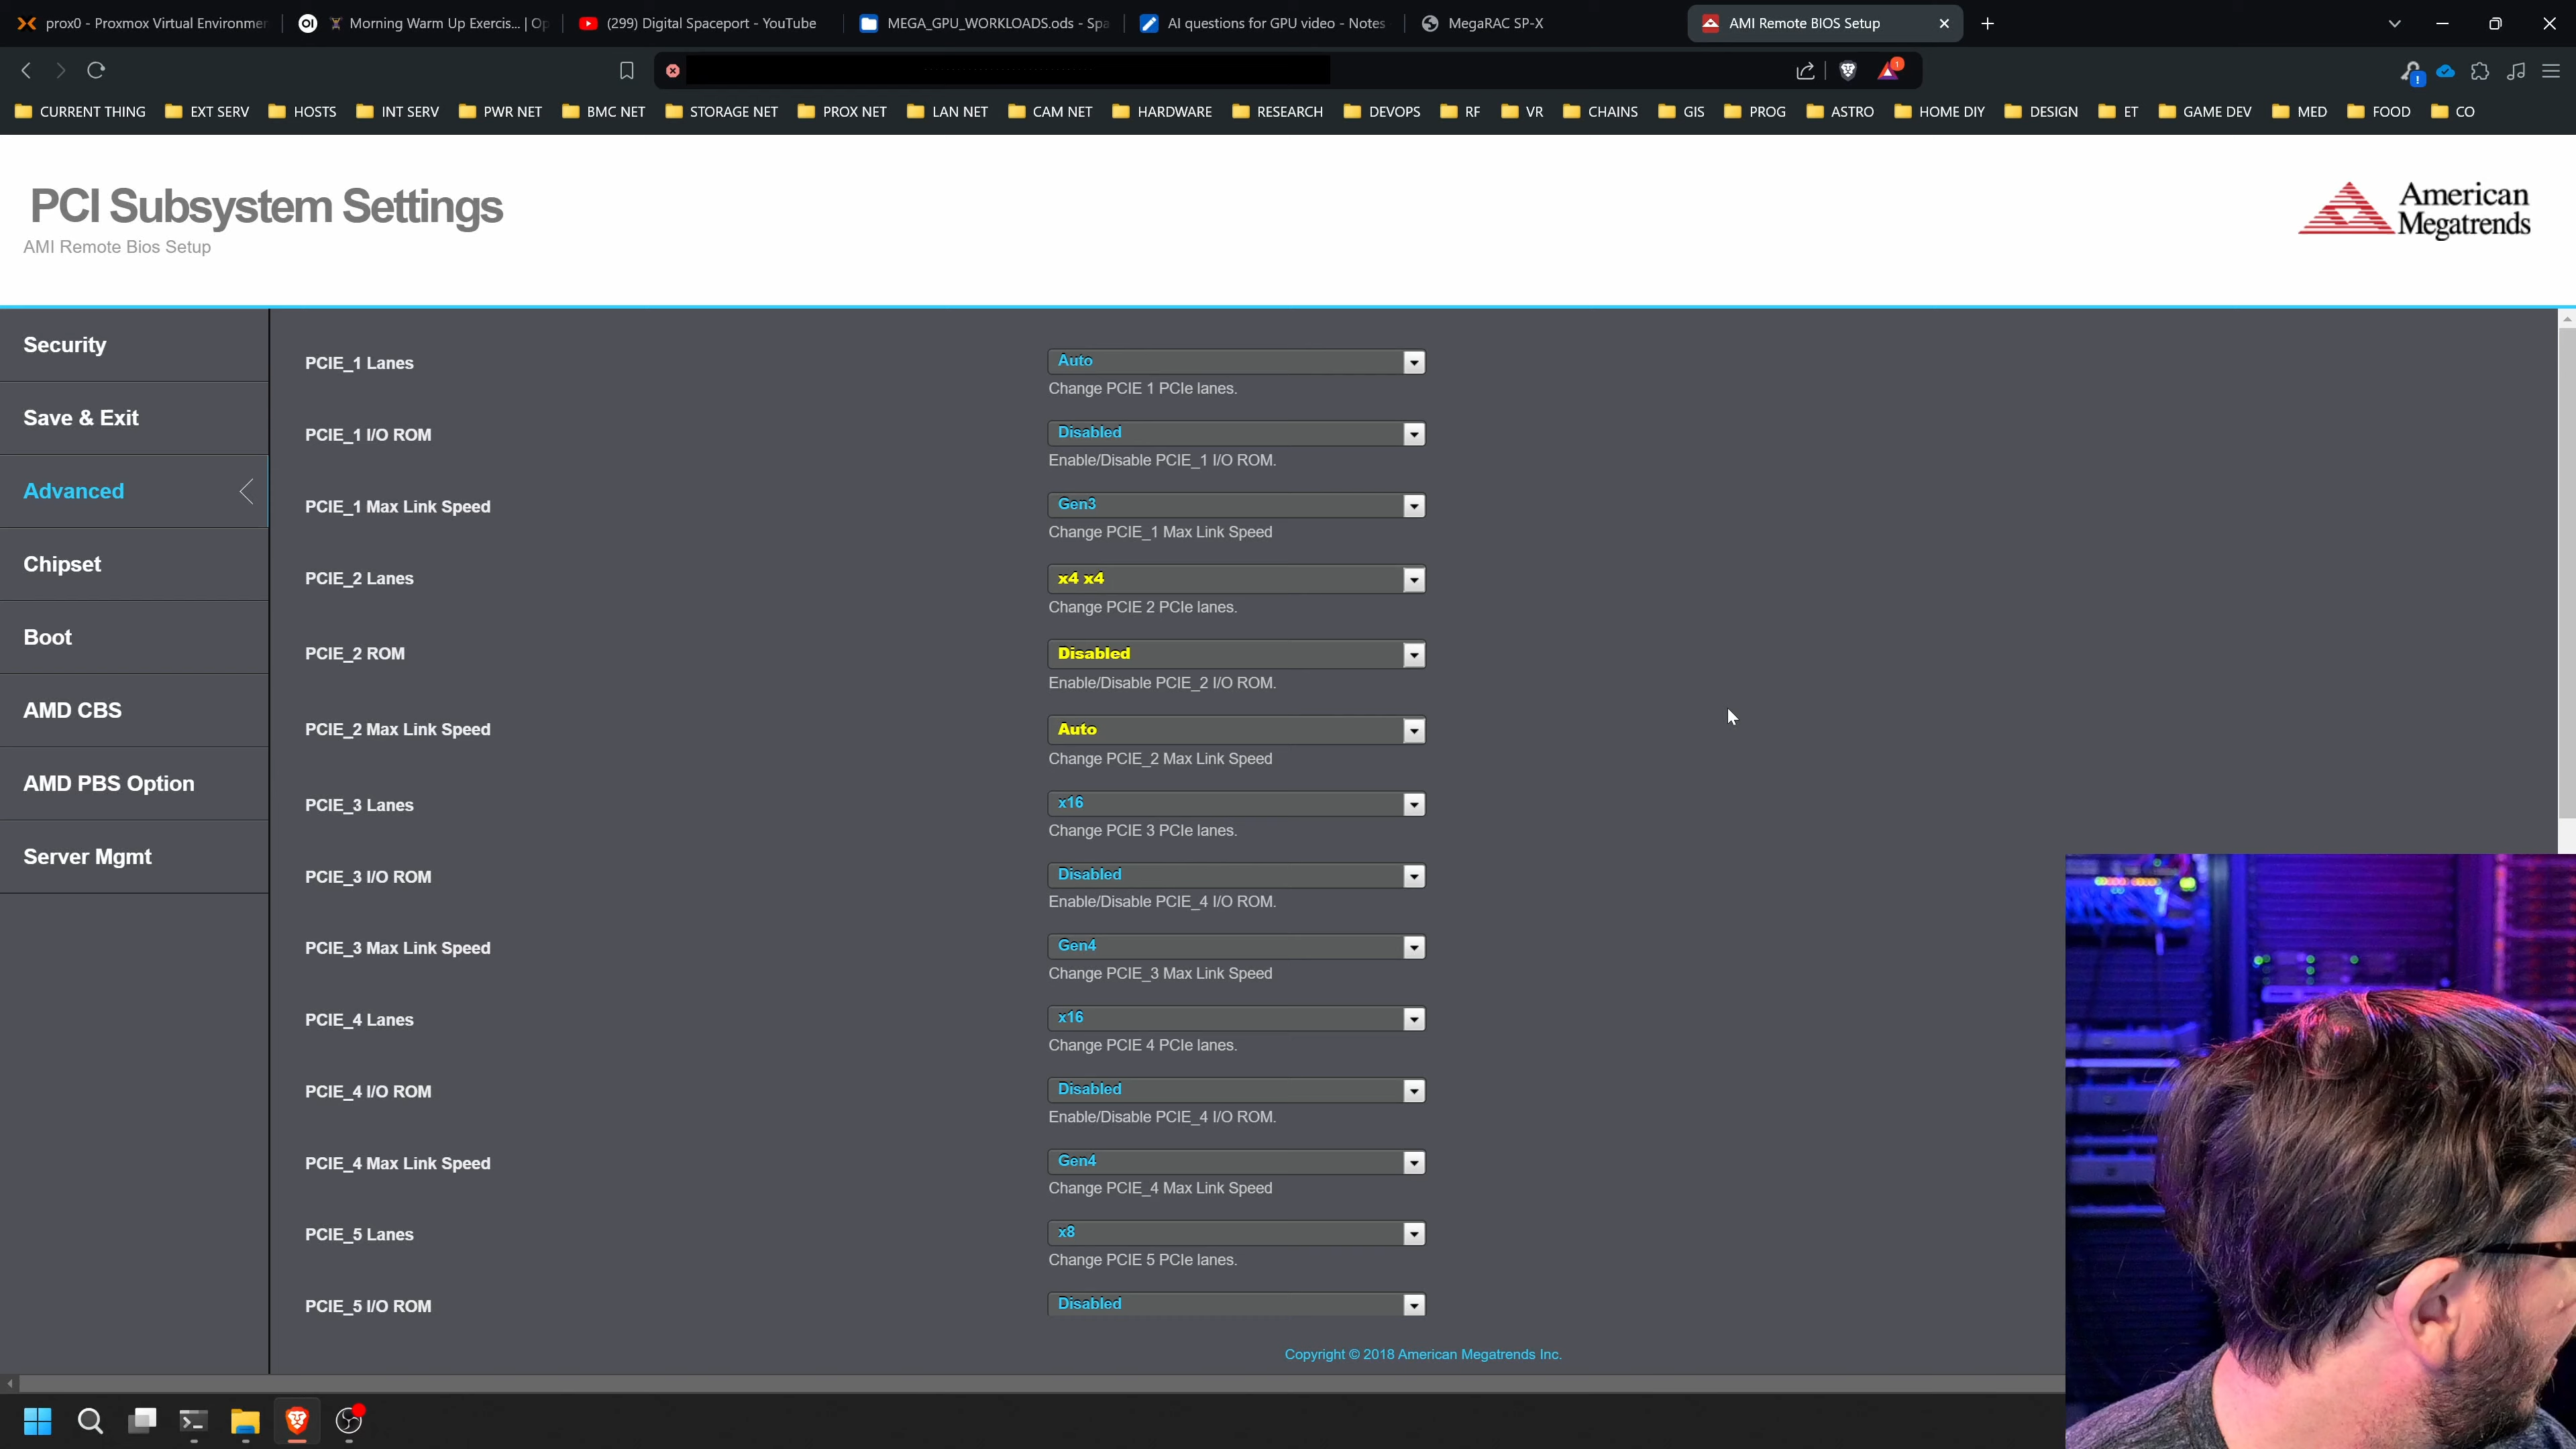 prox0 - Proxmox Virtual Environmer
Morning Warm Up Exercis... | Op
(299) Digital Spaceport - YouTube
MEGA_GPU_WORKLOADS.ods - Spa
AI questions for GPU video - Notes
MegaRAC SP-X
AMI Remote BIOS Setup
1
CURRENT THING
EXT SERV
HOSTS
INT SERV
PWR NET
BMC NET
STORAGE NET
PROX NET
LAN NET
CAM NET
HARDWARE
RESEARCH
DEVOPS
RF
VR
CHAINS
GIS
PROG
ASTRO
HOME DIY
DESIGN
ET
GAME DEV
MED
FOOD
CO
PCI Subsystem Settings
AMI Remote Bios Setup
American
Megatrends
Security
Save & Exit
Advanced
Chipset
Boot
AMD CBS
AMD PBS Option
Server Mgmt
PCIE_1 Lanes
Auto
Change PCIE 1 PCIe lanes.
PCIE_1 I/O ROM
Disabled
Enable/Disable PCIE_1 I/O ROM.
PCIE_1 Max Link Speed
Gen3
Change PCIE_1 Max Link Speed
PCIE_2 Lanes
x4 x4
Change PCIE 2 PCIe lanes.
PCIE_2 ROM
Disabled
Enable/Disable PCIE_2 I/O ROM.
PCIE_2 Max Link Speed
Auto
Change PCIE_2 Max Link Speed
PCIE_3 Lanes
x16
Change PCIE 3 PCIe lanes.
PCIE_3 I/O ROM
Disabled
Enable/Disable PCIE_4 I/O ROM.
PCIE_3 Max Link Speed
Gen4
Change PCIE_3 Max Link Speed
PCIE_4 Lanes
x16
Change PCIE 4 PCIe lanes.
PCIE_4 I/O ROM
Disabled
Enable/Disable PCIE_4 I/O ROM.
PCIE_4 Max Link Speed
Gen4
Change PCIE_4 Max Link Speed
PCIE_5 Lanes
x8
Change PCIE 5 PCIe lanes.
PCIE_5 I/O ROM
Disabled
Copyright © 2018 American Megatrends Inc.